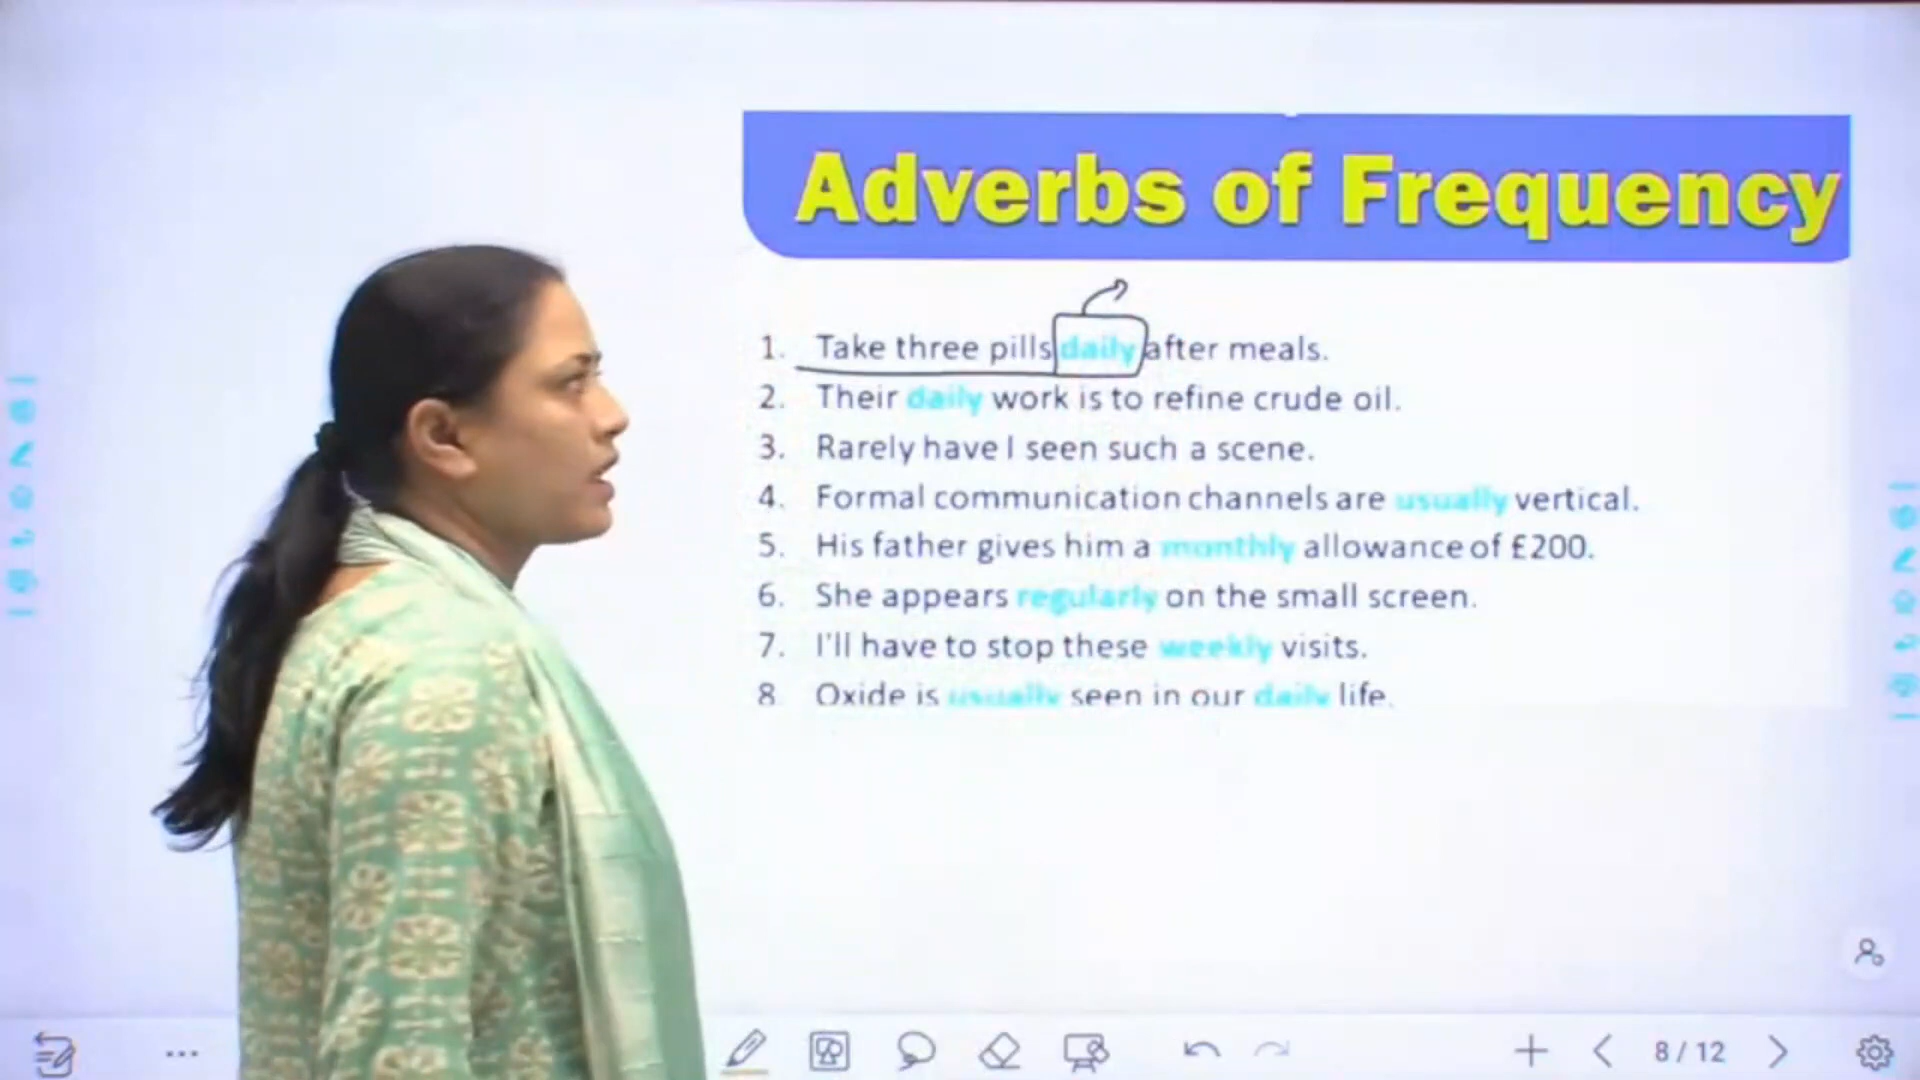 Adverbs of Frequency
1. Take three pills daily after meals.
2. Their daily work is to refine crude oil.
3. Rarely have I seen such a scene.
4. Formal communication channels are usually vertical.
5. His father gives him a monthly allowance of £200.
6. She appears regularly on the small screen.
7. I'll have to stop these weekly visits.
8 Oxide is usually seen in our daily life.
8/12